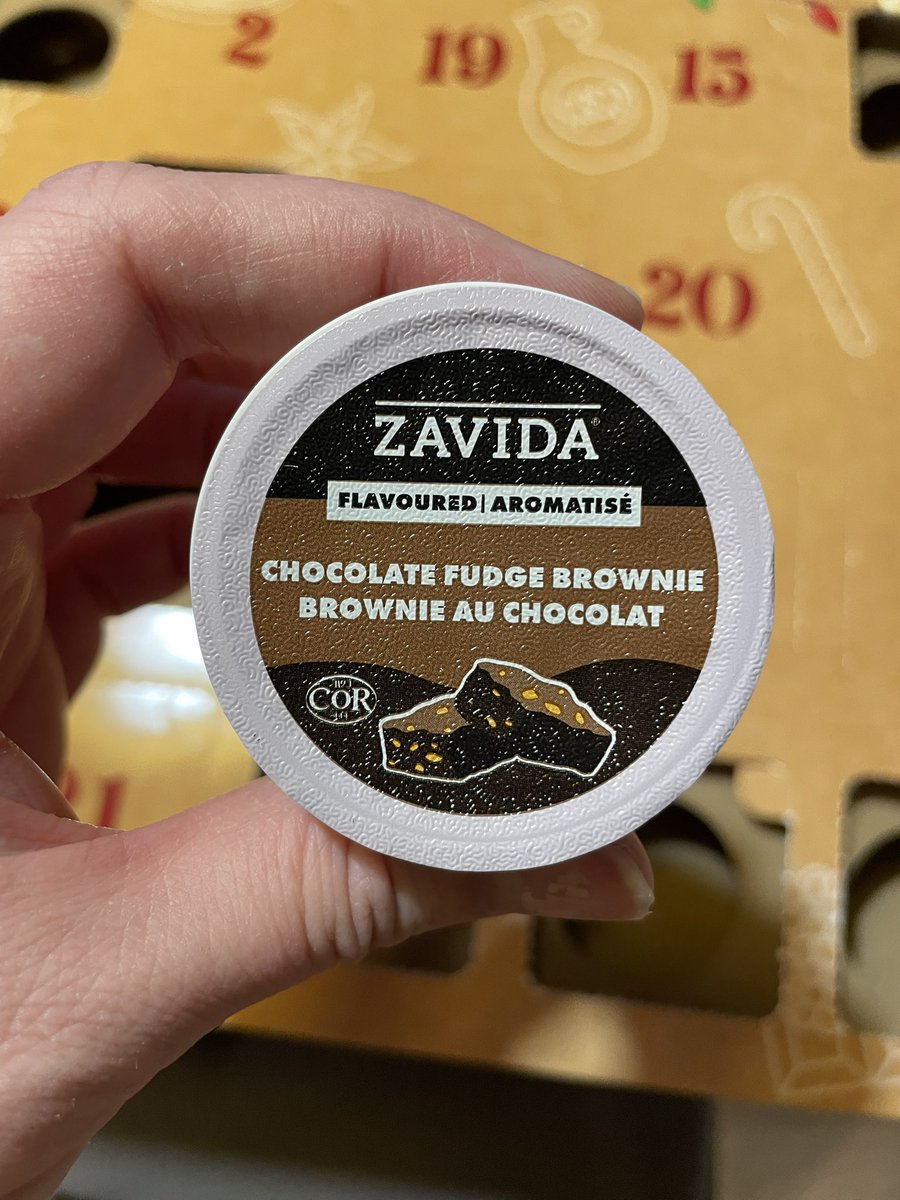 2
19
15
20
ZAVIDA®
FLAVOURED | AROMATISÉ
CHOCOLATE FUDGE BROWNIE
BROWNIE AU CHOCOLAT
COR